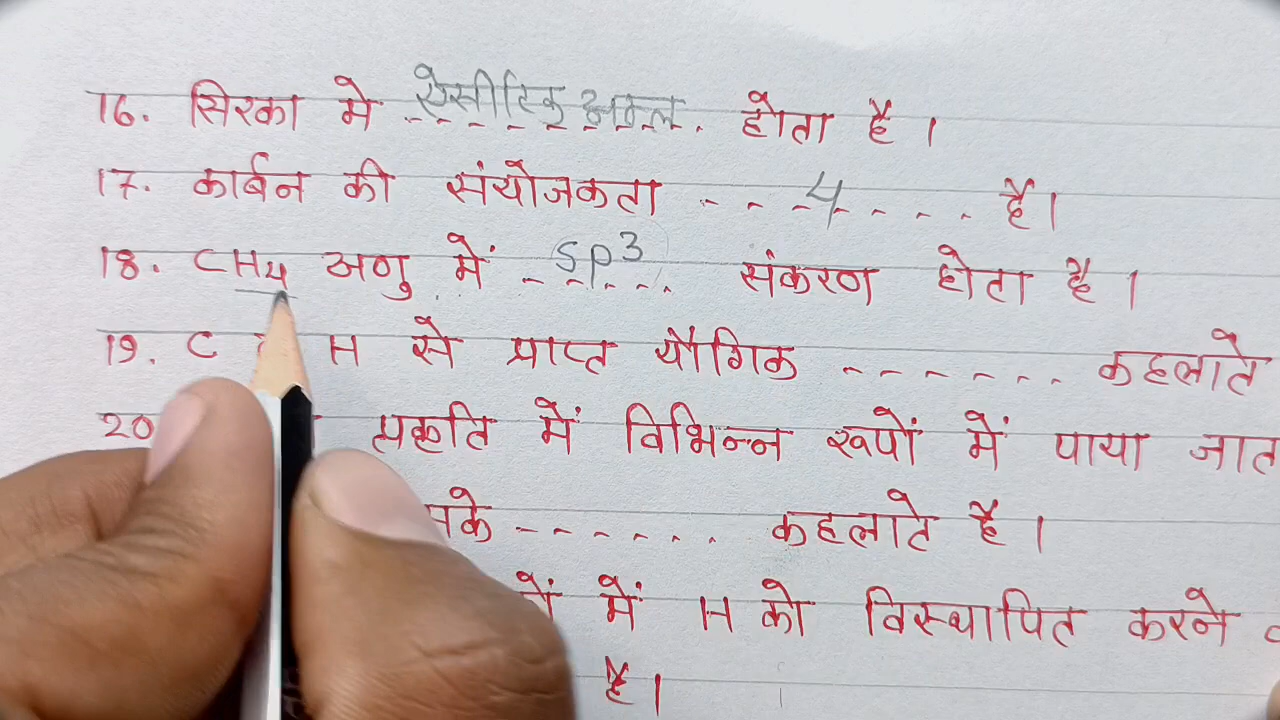 16. सिरका मे ऐसीटिक अम्ल होता है ।
17. कार्बन की संयोजकता - - - 4 - - - - है।
18. CH4 अणु में sp3 संकरण होता है ।
19. C H से प्राप्त यौगिक - - - - - - - कहलाते
20 प्रकृति में विभिन्न रूपों में पाया जात
- - - - - - - कहलाते है ।
में H को विस्थापित करने
है।